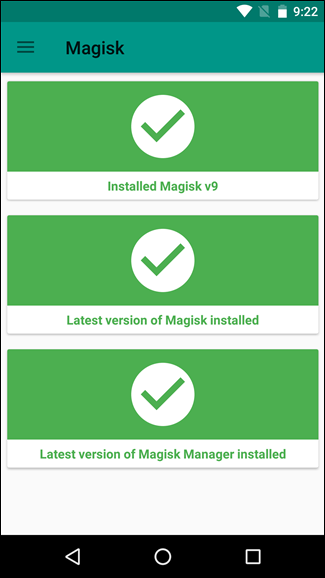 9:22
Magisk
Installed Magisk v9
Latest version of Magisk installed
Latest version of Magisk Manager installed